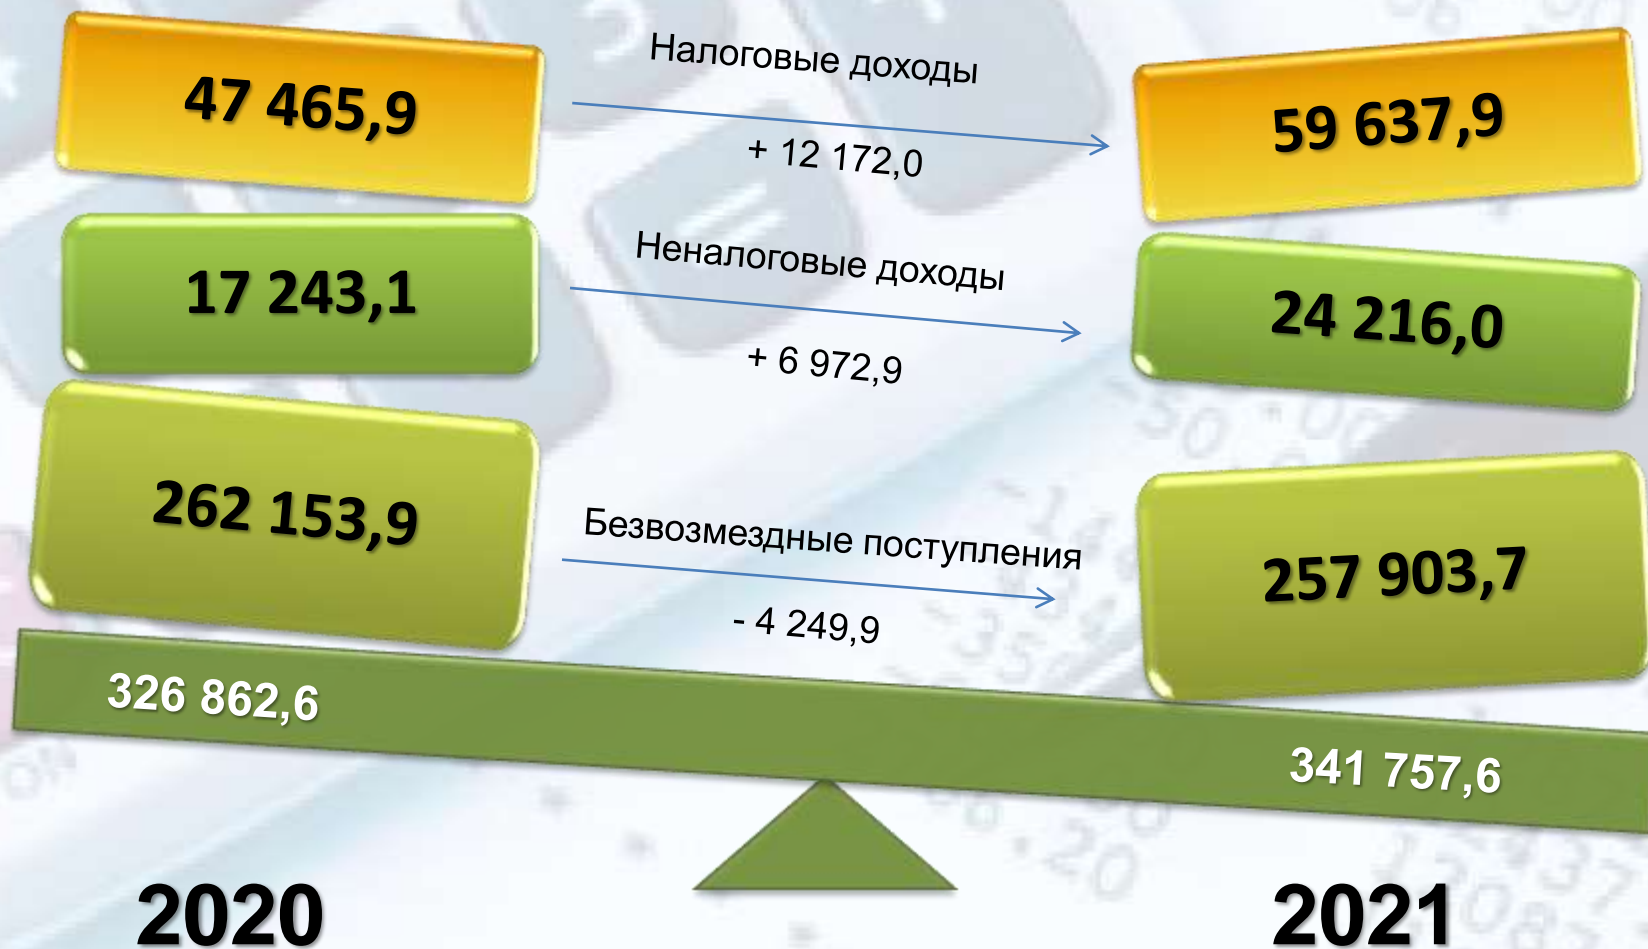 47 465,9
Налоговые доходы
+ 12 172,0
59 637,9
17 243,1
Неналоговые доходы
+ 6 972,9
24 216,0
262 153,9
Безвозмездные поступления
- 4 249,9
257 903,7
326 862,6
341 757,6
2020
2021